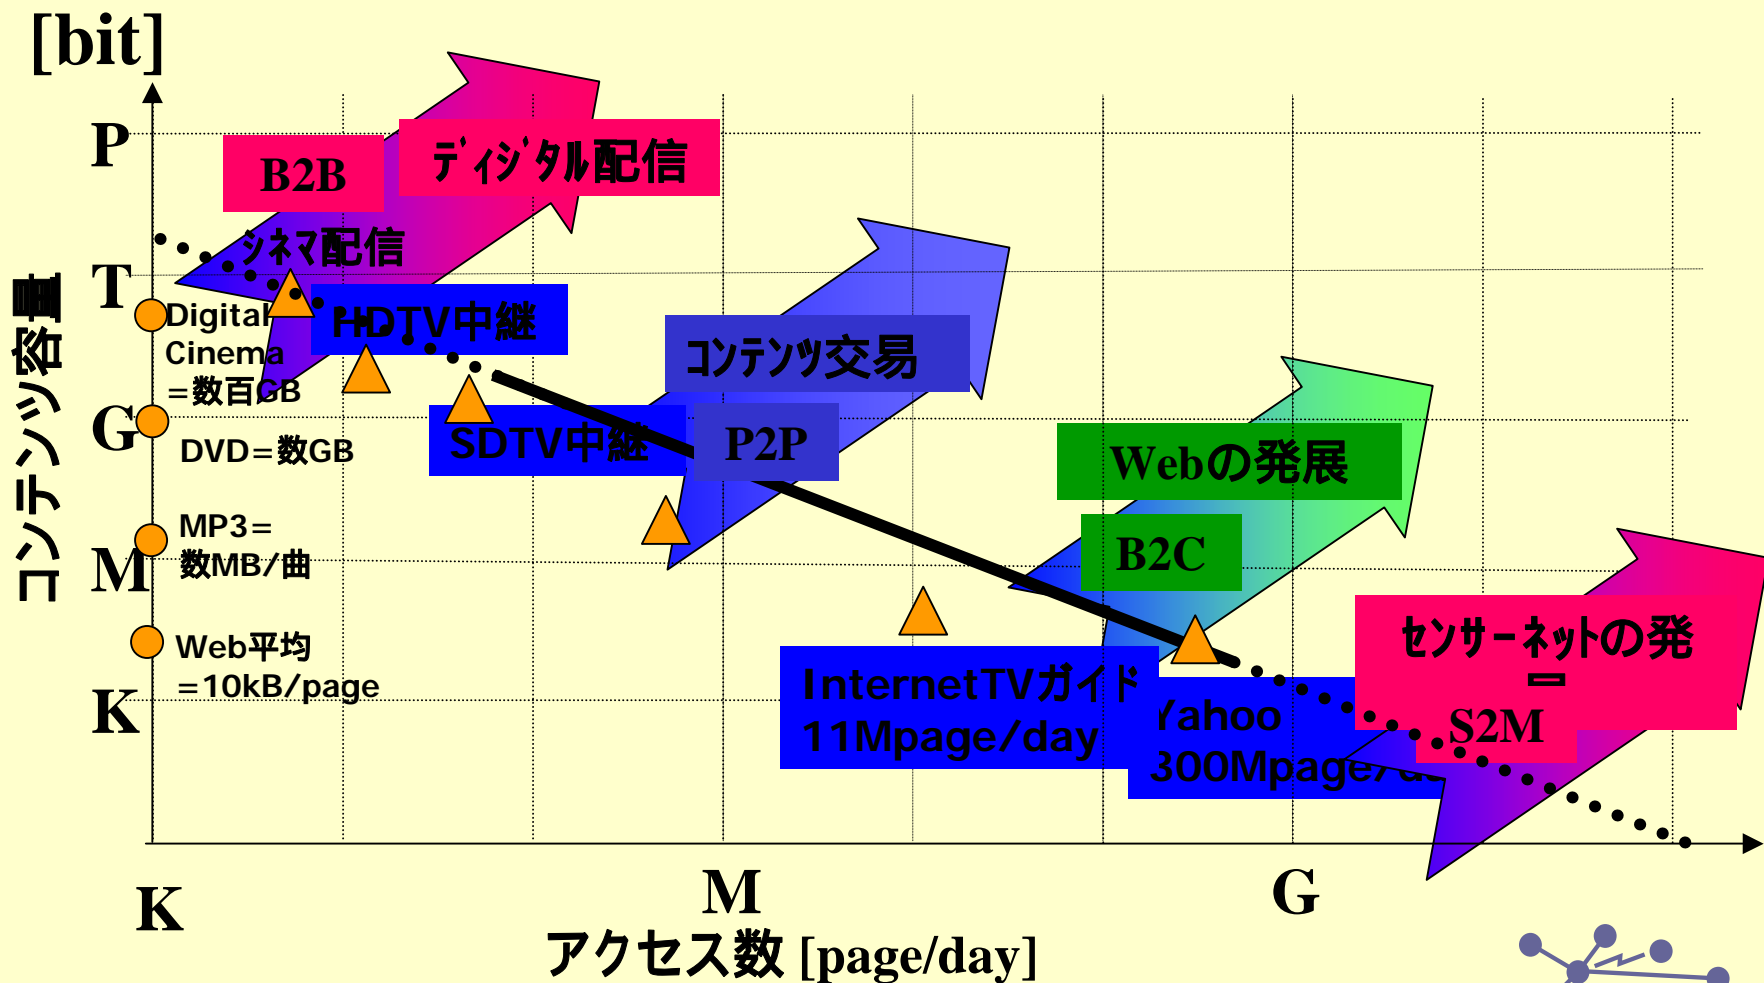 [bit]
P
T
G
M
K
コンテンツ容量
B2B
ディジタル配信
シネマ配信
Digital
Cinema
=数百GB
HDTV中継
DVD=数GB
SDTV中継
MP3=
数MB/曲
Web平均
=10kB/page
コンテンツ交易
P2P
Webの発展
B2C
InternetTVガイド
11Mpage/day
Yahoo
300Mpage/da
センサーネットの発
S2M
K
M
G
アクセス数 [page/day]